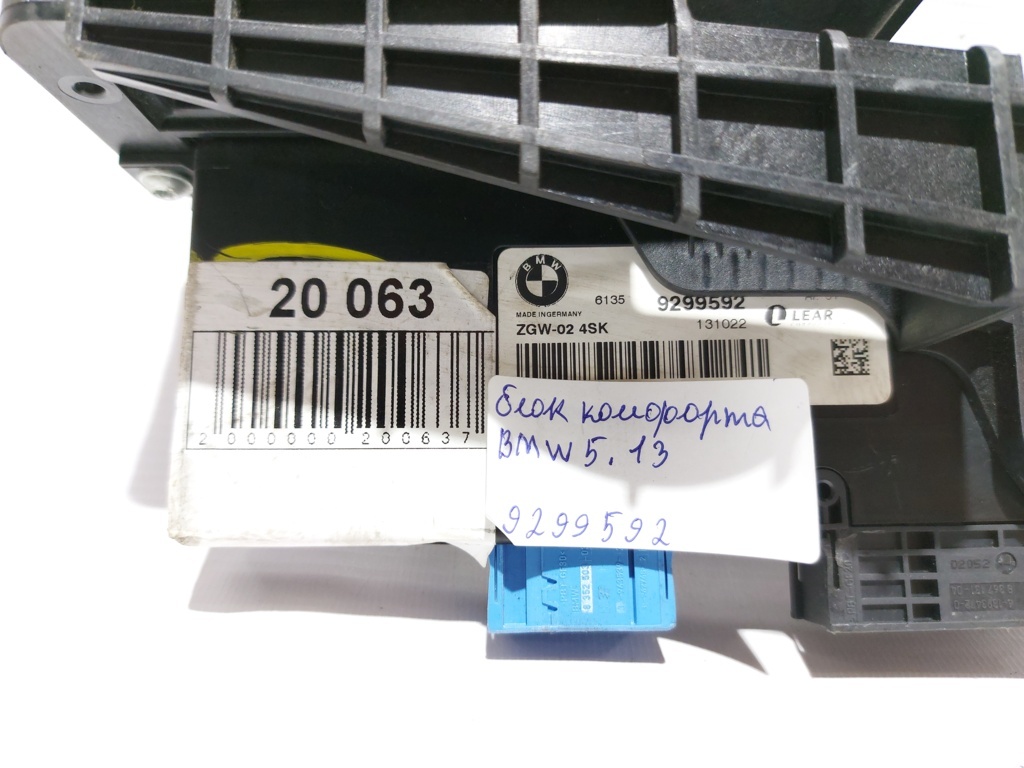 20 063
2 000000 200637
BMW
6135 9299592
MADE IN GERMANY
131022
LEAR
ZGW-02 4SK
блок комфорта
BMW 5. 13
9299592
02052